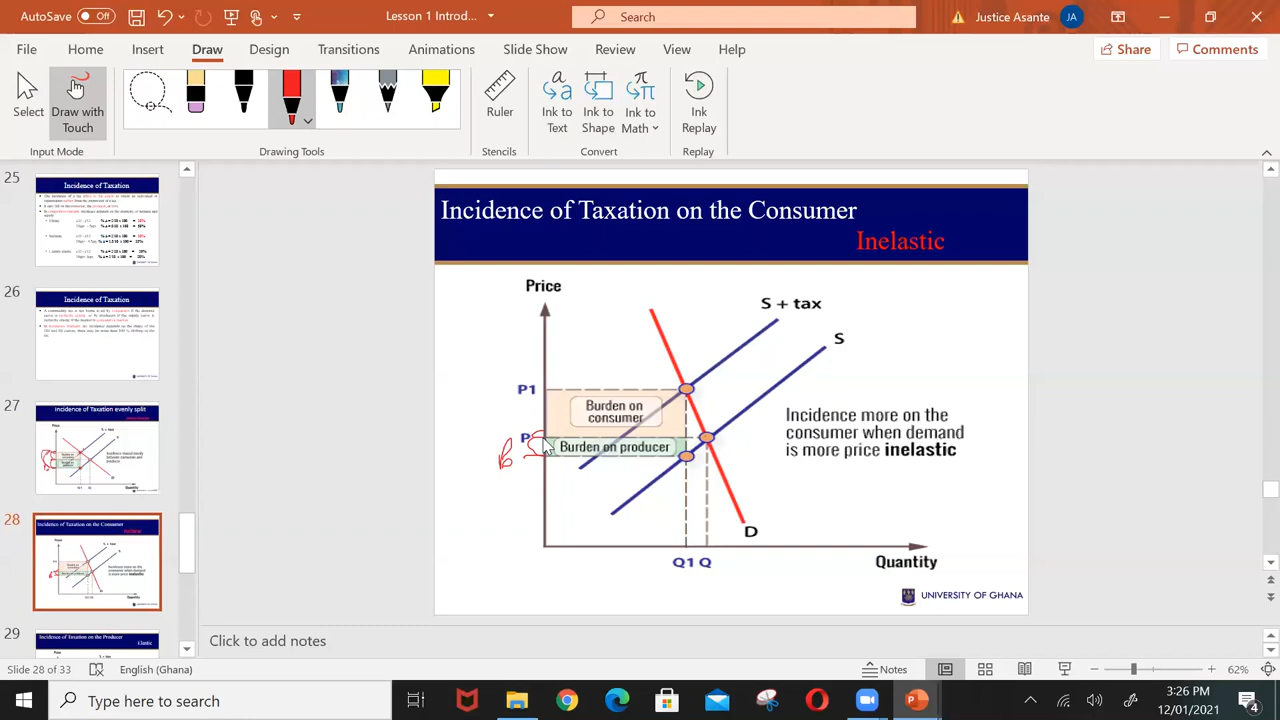 AutoSave Off
Lesson 1 Introd...
Search
Justice Asante
JA
File Home Insert Draw Design Transitions Animations Slide Show Review View Help
Share
Comments
Select
Draw with Touch
Ruler
Ink to Text
Ink to Shape
Ink to Math
Ink Replay
Input Mode
Drawing Tools
Stencils
Convert
Replay
25
Incidence of Taxation
26
Incidence of Taxation
27
Incidence of Taxation evenly split
28
Incidence of Taxation on the Consumer
Inelastic
29
Incidence of Taxation on the Producer
Elastic
Incidence of Taxation on the Consumer
Inelastic
Price
S + tax
S
P1
Burden on
consumer
P
Burden on producer
Incidence more on the
consumer when demand
is more price inelastic
D
Q1 Q
Quantity
UNIVERSITY OF GHANA
Click to add notes
Slide 28 of 33
English (Ghana)
Notes
62%
Type here to search
3:26 PM
12/01/2021
4